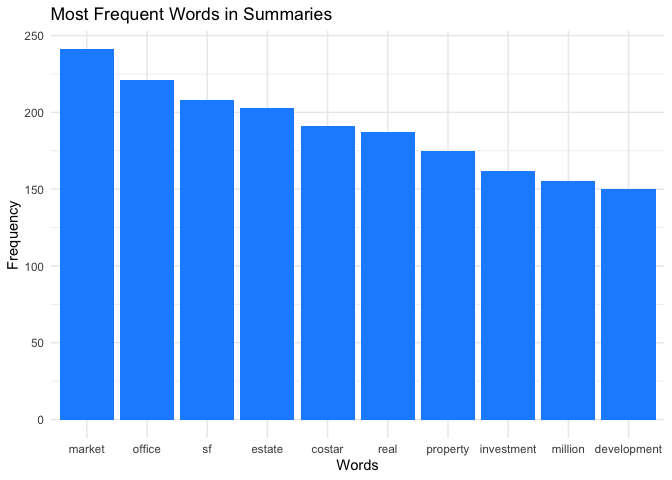 Most Frequent Words in Summaries
250
200
150
100
50
0
Frequency
market office sf estate costar real property investment million development
Words